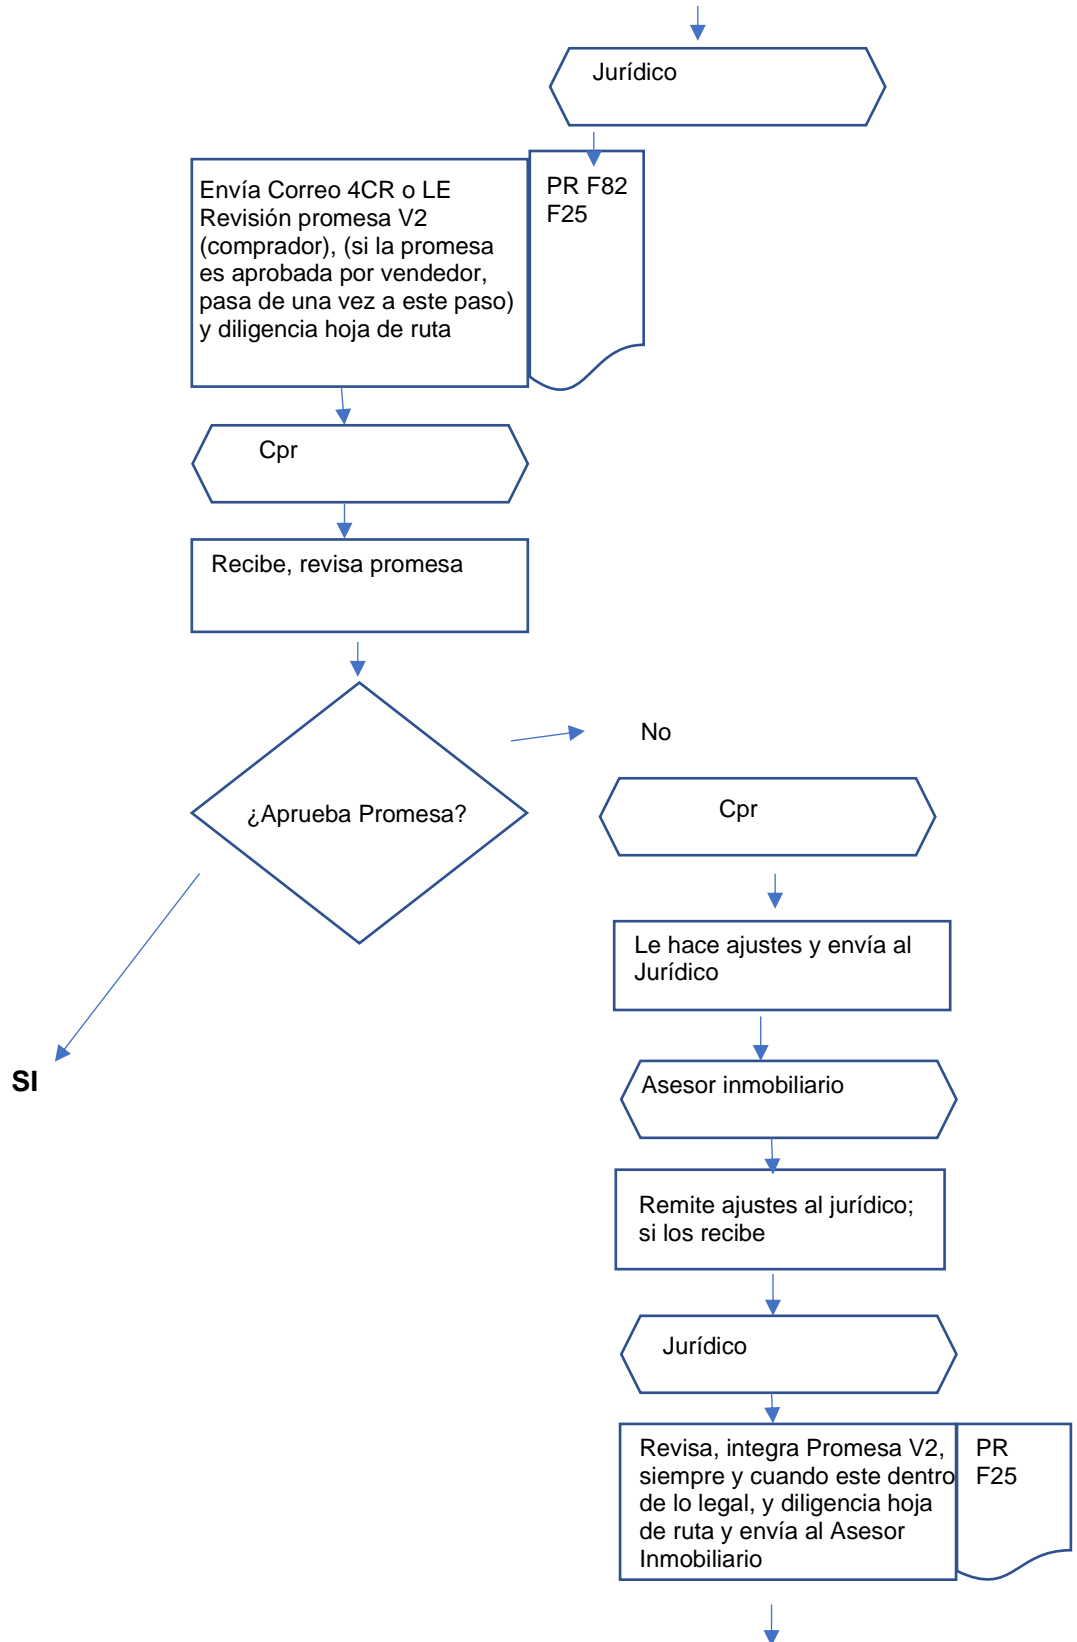 Jurídico
Envía Correo 4CR o LE
Revisión promesa V2
(comprador), (si la promesa
es aprobada por vendedor,
pasa de una vez a este paso)
y diligencia hoja de ruta
PR F82
F25
Cpr
Recibe, revisa promesa
No
¿Aprueba Promesa?
Cpr
Le hace ajustes y envía al
Jurídico
SI
Asesor inmobiliario
Remite ajustes al jurídico;
si los recibe
Jurídico
Revisa, integra Promesa V2,
siempre y cuando este dentro
de lo legal, y diligencia hoja
de ruta y envía al Asesor
Inmobiliario
PR
F25